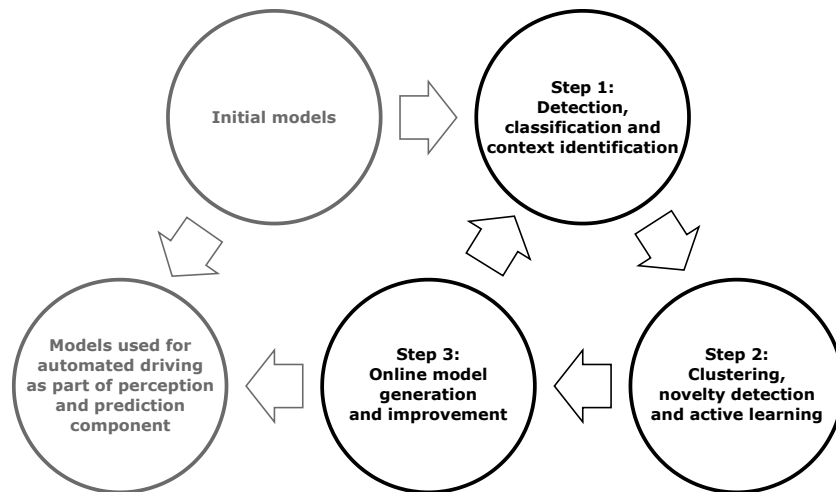 Initial models
Step 1:
Detection,
classification and
context identification
Models used for
automated driving
as part of perception
and prediction
component
Step 3:
Online model
generation
and improvement
Step 2:
Clustering,
novelty detection
and active learning